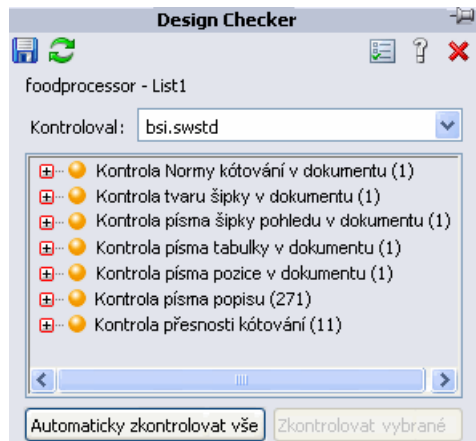 Design Checker
foodprocessor - List1
Kontroloval: bsi.swstd
Kontrola Normy kótování v dokumentu (1)
Kontrola tvaru šipky v dokumentu (1)
Kontrola písma šipky pohledu v dokumentu (1)
Kontrola písma tabulky v dokumentu (1)
Kontrola písma pozice v dokumentu (1)
Kontrola písma popisu (271)
Kontrola přesnosti kótování (11)
Automaticky zkontrolovat vše Zkontrolovat vybrané